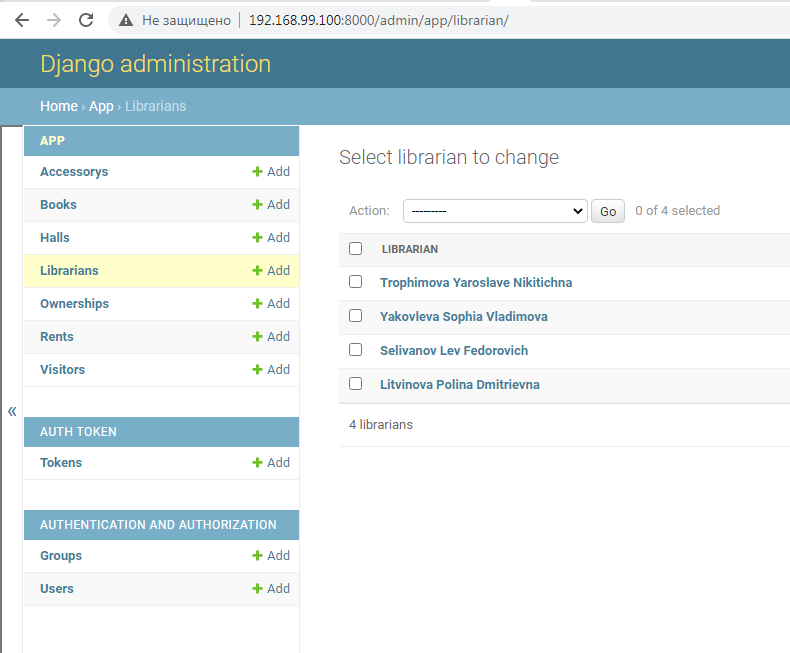 Не защищено 192.168.99.100:8000/admin/app/librarian/
Django administration
Home › App › Librarians
APP
Accessorys + Add
Books + Add
Halls + Add
Librarians + Add
Ownerships + Add
Rents + Add
Visitors + Add
«
AUTH TOKEN
Tokens + Add
AUTHENTICATION AND AUTHORIZATION
Groups + Add
Users + Add
Select librarian to change
Action: --------- Go 0 of 4 selected
LIBRARIAN
Trophimova Yaroslave Nikitichna
Yakovleva Sophia Vladimova
Selivanov Lev Fedorovich
Litvinova Polina Dmitrievna
4 librarians